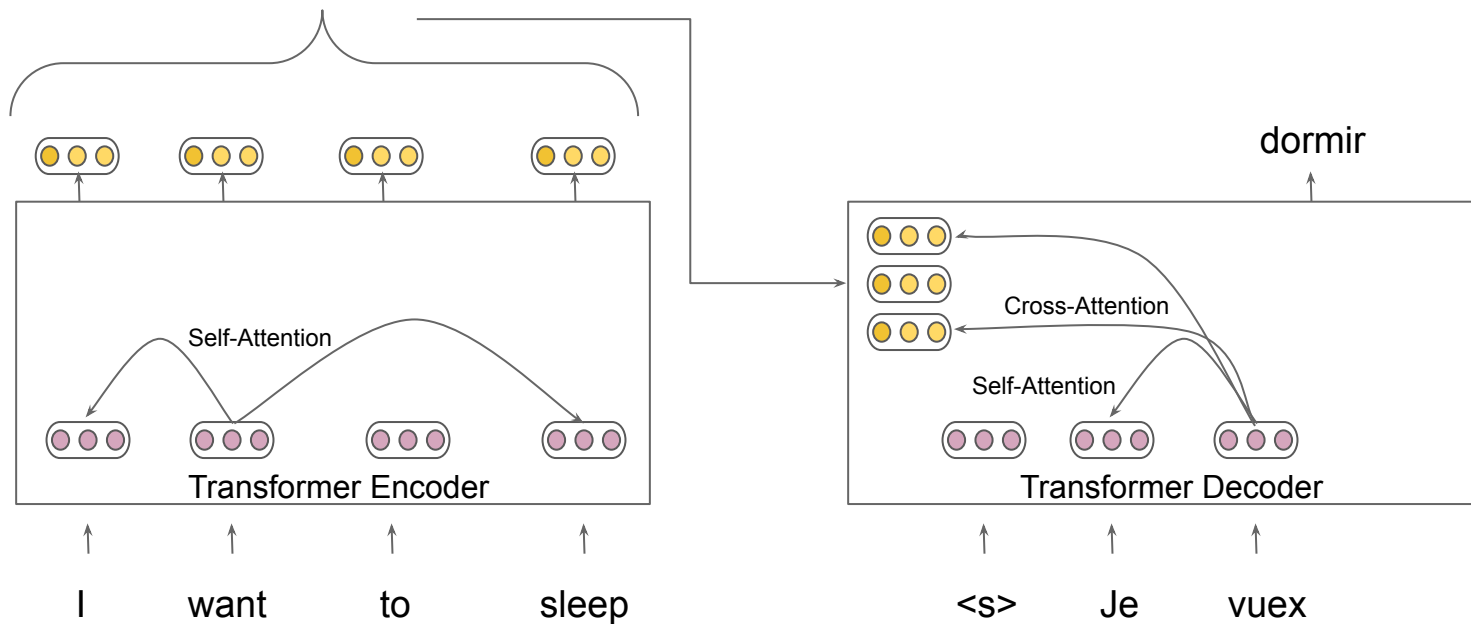 dormir
Cross-Attention
Self-Attention
Self-Attention
Transformer Encoder
Transformer Decoder
I want to sleep
<s> Je vuex